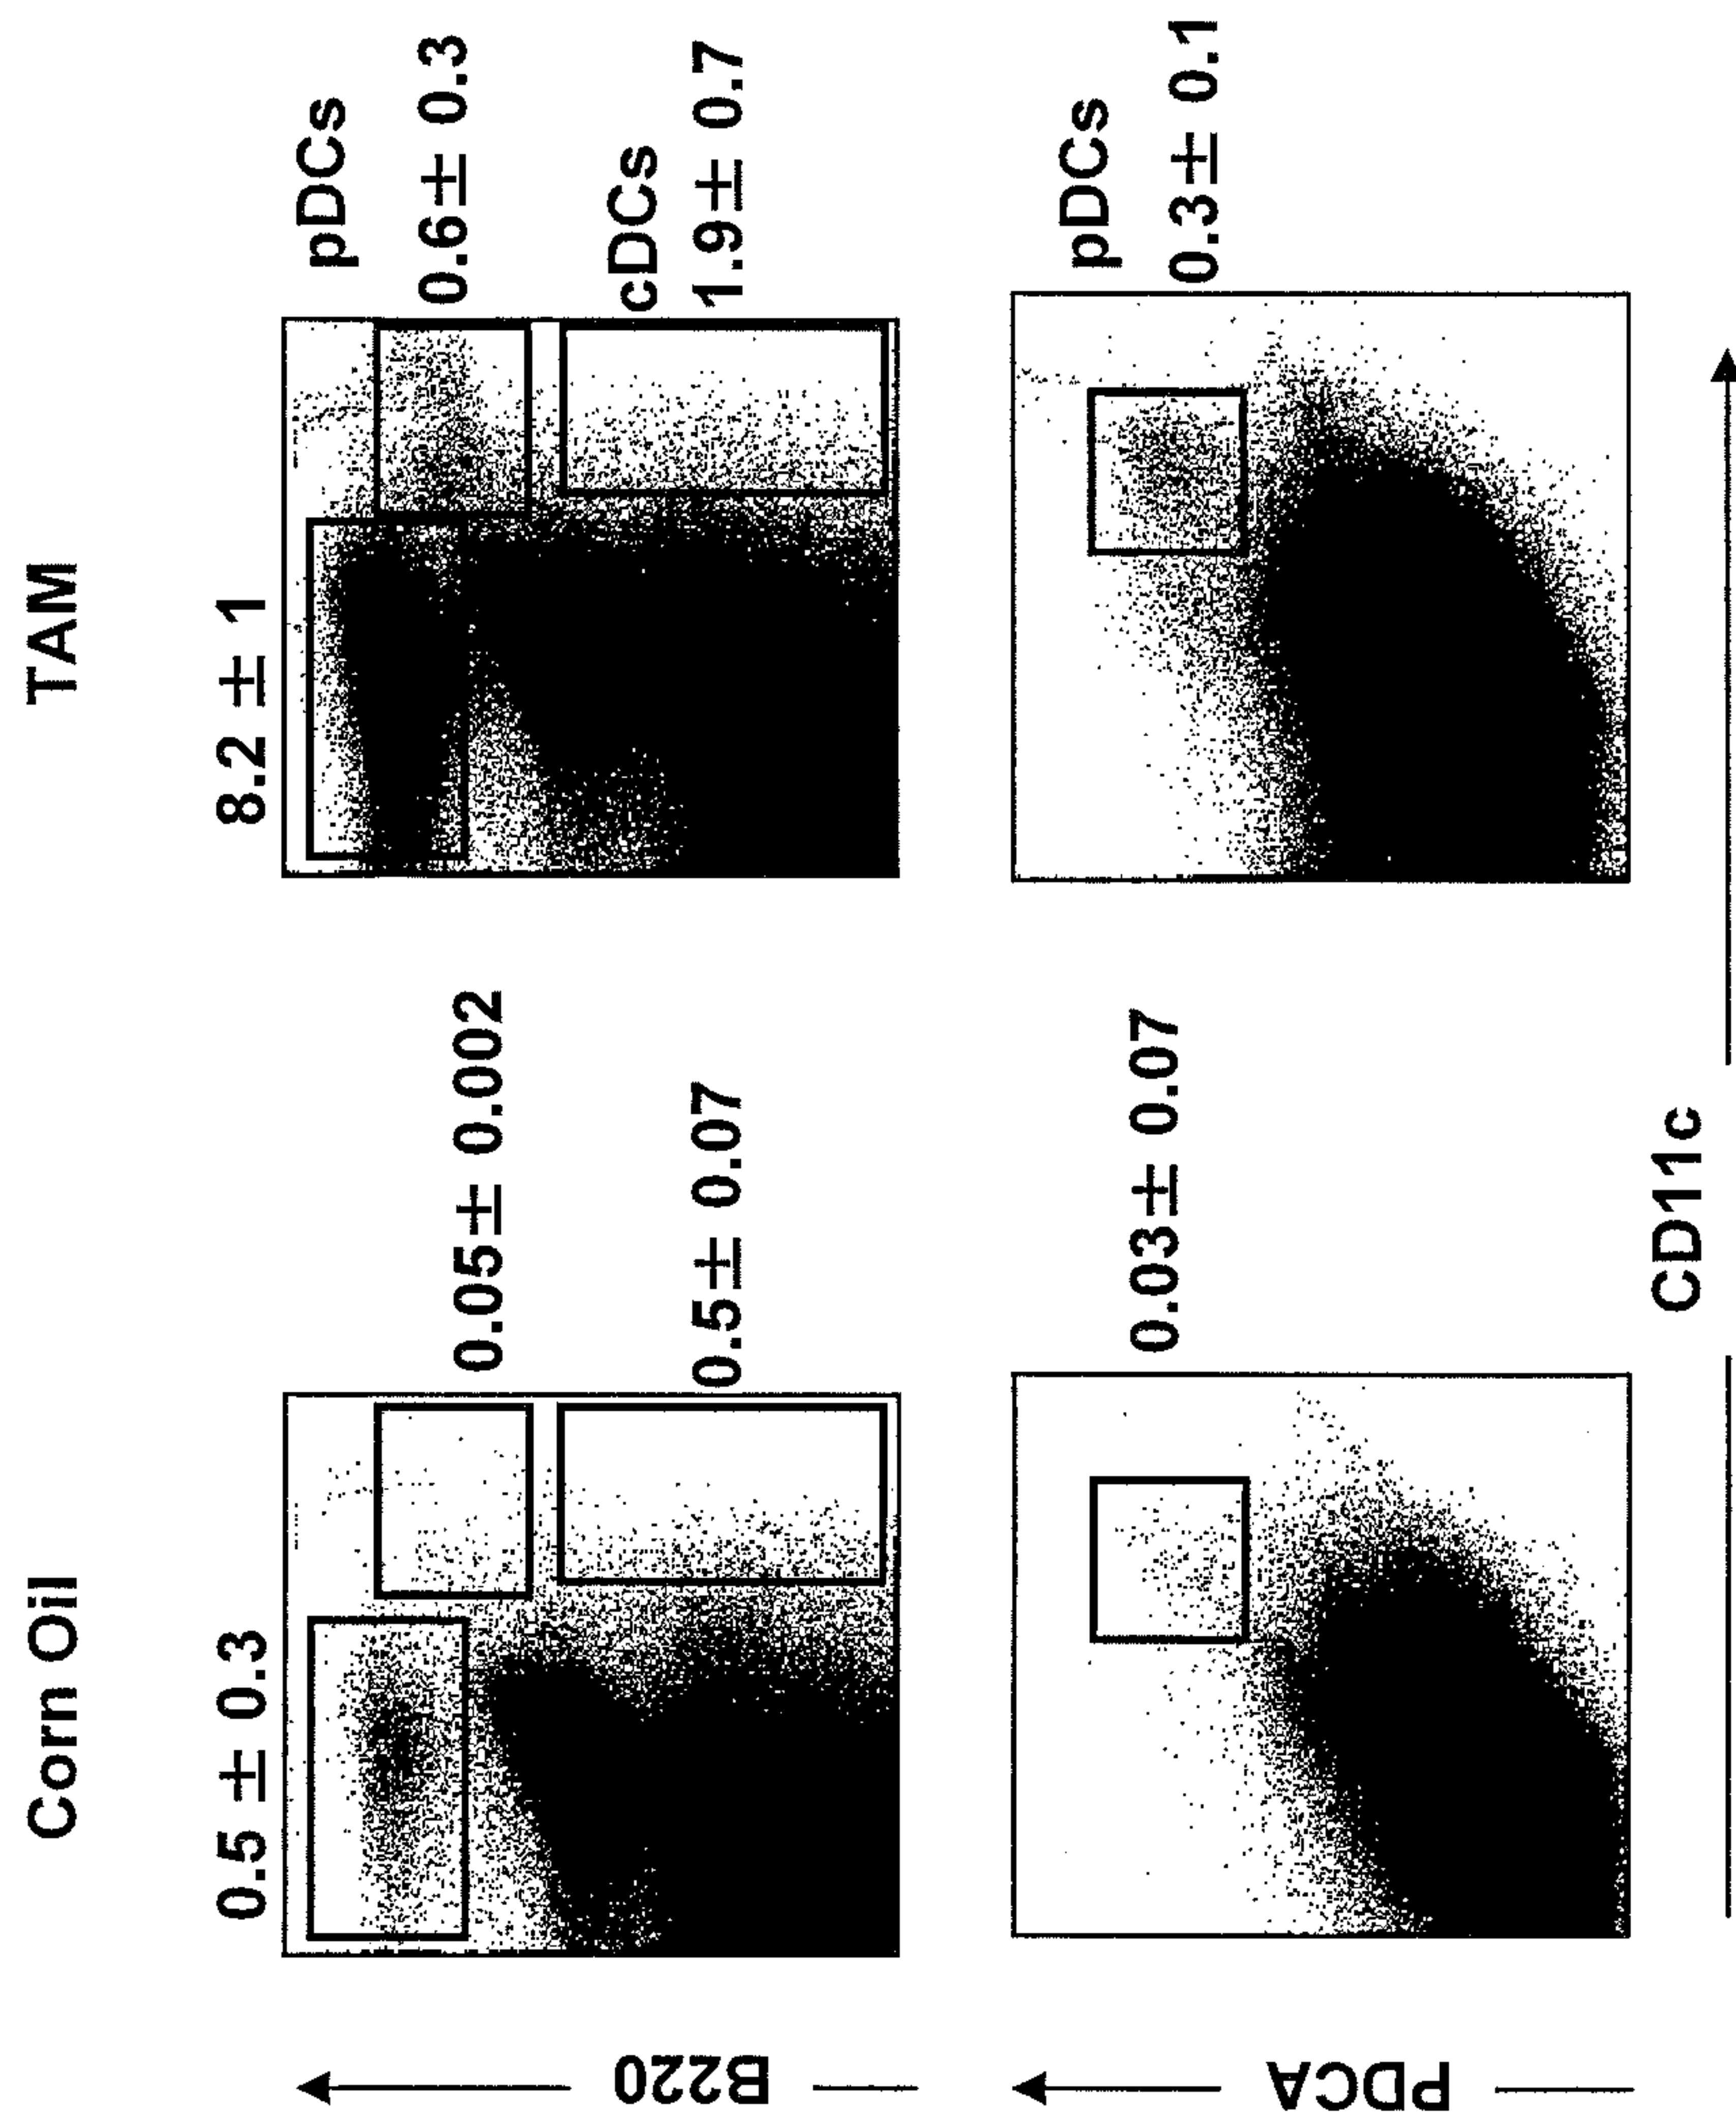 Corn Oil
TAM
0.5 ± 0.3
8.2 ± 1
B220
0.05± 0.002
0.5± 0.07
pDCs
0.6± 0.3
cDCs
1.9± 0.7
PDCA
0.03± 0.07
pDCs
0.3± 0.1
CD11c